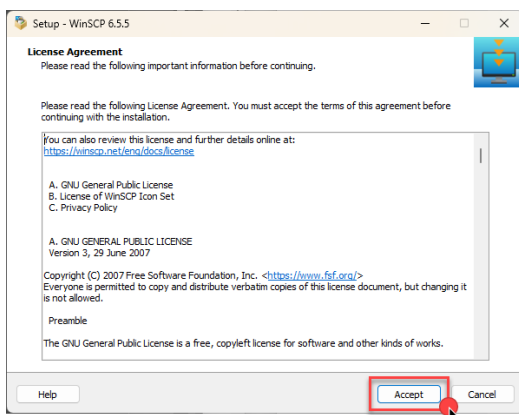 Setup - WinSCP 6.5.5
License Agreement
Please read the following important information before continuing.
Please read the following License Agreement. You must accept the terms of this agreement before
continuing with the installation.
You can also review this license and further details online at:
https://winscp.net/eng/docs/license
A. GNU General Public License
B. License of WinSCP Icon Set
C. Privacy Policy
A. GNU GENERAL PUBLIC LICENSE
Version 3, 29 June 2007
Copyright (C) 2007 Free Software Foundation, Inc. <https://www.fsf.org/>
Everyone is permitted to copy and distribute verbatim copies of this license document, but changing it
is not allowed.
Preamble
The GNU General Public License is a free, copyleft license for software and other kinds of works.
Help
Accept
Cancel